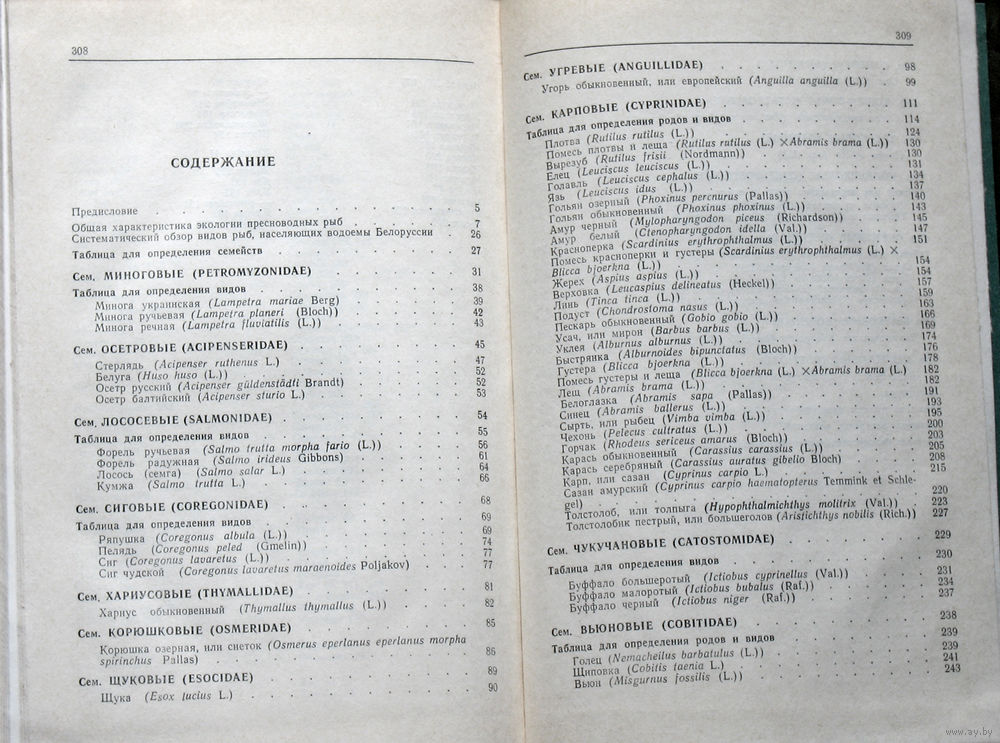 308
СОДЕРЖАНИЕ
Предисловие . . . . . . . . . . 5
Общая характеристика экологии пресноводных рыб . . . . 7
Систематический обзор видов рыб, населяющих водоемы Белоруссии . 26
Таблица для определения семейств . . . . . . 27
Сем. МИНОГОВЫЕ (PETROMYZONIDAE) . . . . 31
Таблица для определения видов . . . . . . 38
Минога украинская (Lampetra mariae Berg) . . . . 39
Минога ручьевая (Lampetra planeri (Bloch)) . . . . 42
Минога речная (Lampetra fluviatilis (L.)) . . . . 43
Сем. ОСЕТРОВЫЕ (ACIPENSERIDAE) . . . . 45
Стерлядь (Acipenser ruthenus L.) . . . . 47
Белуга (Huso huso (L.)) . . . . 52
Осетр русский (Acipenser güldenstädti Brandt) . . . . 52
Осетр балтийский (Acipenser sturio L.) . . . . 53
Сем. ЛОСОСЕВЫЕ (SALMONIDAE) . . . . 54
Таблица для определения видов . . . . 55
Форель ручьевая (Salmo trutta morpha fario (L.)) . . . . 56
Форель радужная (Salmo irideus Gibbons) . . . . 61
Лосось (семга) (Salmo salar L.) . . . . 64
Кумжа (Salmo trutta L.) . . . . 66
Сем. СИГОВЫЕ (COREGONIDAE) . . . . 68
Таблица для определения видов . . . . 69
Ряпушка (Coregonus albula (L.)) . . . . 69
Пелядь (Coregonus peled (Gmelin)) . . . . 74
Сиг (Coregonus lavaretus (L.)) . . . . 77
Сиг чудской (Coregonus lavaretus maraenoides Poljakov) . . 77
Сем. ХАРИУСОВЫЕ (THYMALLIDAE) . . . . 81
Хариус обыкновенный (Thymallus thymallus (L.)) . . . . 82
Сем. КОРЮШКОВЫЕ (OSMERIDAE) . . . . 85
Корюшка озерная, или снеток (Osmerus eperlanus eperlanus morpha
spirinchus Pallas) . . . . 86
Сем. ЩУКОВЫЕ (ESOCIDAE) . . . . 89
Щука (Esox lucius L.) . . . . 90
309
Сем. УГРЕВЫЕ (ANGUILLIDAE) . . . . 98
Угорь обыкновенный, или европейский (Anguilla anguilla (L.)) . 99
Сем. КАРПОВЫЕ (CYPRINIDAE) . . . . 111
Таблица для определения родов и видов . . . . 114
Плотва (Rutilus rutilus (L.)) . . . . 124
Помесь плотвы и леща (Rutilus rutilus (L.) ×Abramis brama (L.)) 130
Вырезуб (Rutilus frisii (Nordmann)) . . . . 130
Елец (Leuciscus leuciscus (L.)) . . . . 131
Голавль (Leuciscus cephalus (L.)) . . . . 134
Язь (Leuciscus idus (L.)) . . . . 137
Гольян озерный (Phoxinus percnurus (Pallas)) . . . . 140
Гольян обыкновенный (Phoxinus phoxinus (L.)) . . . . 143
Амур черный (Mylopharyngodon piceus (Richardson)) . . . . 145
Амур белый (Ctenopharyngodon idella (Val.)) . . . . 147
Красноперка (Scardinius erythrophthalmus (L.)) . . . . 151
Помесь красноперки и густеры (Scardinius erythrophthalmus (L.) ×
Blicca bjoerkna (L.)) . . . . 154
Жерех (Aspius aspius (L.)) . . . . 154
Верховка (Leucaspius delineatus (Heckel)) . . . . 157
Линь (Tinca tinca (L.)) . . . . 159
Подуст (Chondrostoma nasus (L.)) . . . . 163
Пескарь обыкновенный (Gobio gobio (L.)) . . . . 166
Усач, или мирон (Barbus barbus (L.)) . . . . 169
Уклея (Alburnus alburnus (L.)) . . . . 174
Быстрянка (Alburnoides bipunctatus (Bloch)) . . . . 176
Густера (Blicca bjoerkna (L.)) . . . . 178
Помесь густеры и леща (Blicca bjoerkna (L.) ×Abramis brama (L.) 182
Лещ (Abramis brama (L.)) . . . . 182
Белоглазка (Abramis sapa (Pallas)) . . . . 191
Синец (Abramis ballerus (L.)) . . . . 193
Сырть, или рыбец (Vimba vimba (L.)) . . . . 195
Чехонь (Pelecus cultratus (L.)) . . . . 200
Горчак (Rhodeus sericeus amarus (Bloch)) . . . . 203
Карась обыкновенный (Carassius carassius (L.)) . . . . 205
Карась серебряный (Carassius auratus gibelio Bloch) . . . . 208
Карп, или сазан (Cyprinus carpio L.) . . . . 215
Сазан амурский (Cyprinus carpio haematopterus Temmink et Schle-
gel) . . . . 220
Толстолоб, или толпыга (Hypophthalmichthys molitrix (Val.)) . 223
Толстолобик пестрый, или большеголов (Aristichthys nobilis (Rich.)) 227
Сем. ЧУКУЧАНОВЫЕ (CATOSTOMIDAE) . . . . 229
Таблица для определения видов . . . . 230
Буффало большеротый (Ictiobus cyprinellus (Val.)) . . . . 231
Буффало малоротый (Ictiobus bubalus (Raf.)) . . . . 234
Буффало черный (Ictiobus niger (Raf.)) . . . . 237
Сем. ВЬЮНОВЫЕ (COBITIDAE) . . . . 238
Таблица для определения родов и видов . . . . 239
Голец (Nemacheilus barbatulus (L.)) . . . . 239
Щиповка (Cobitis taenia L.) . . . . 241
Вьюн (Misgurnus fossilis (L.)) . . . . 243
www.ay.by